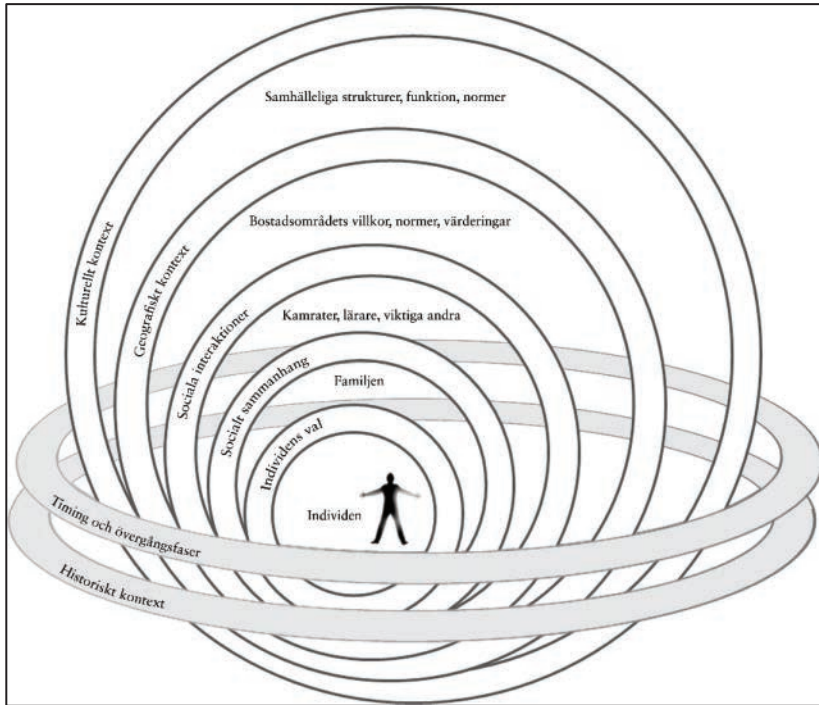 Samhälleliga strukturer, funktion, normer
Kulturellt kontext
Bostadsområdets villkor, normer, värderingar
Geografiskt kontext
Kamrater, lärare, viktiga andra
Sociala interaktioner
Familjen
Socialt sammanhang
Individens val
Individen
Timing och övergångsfaser
Historiskt kontext